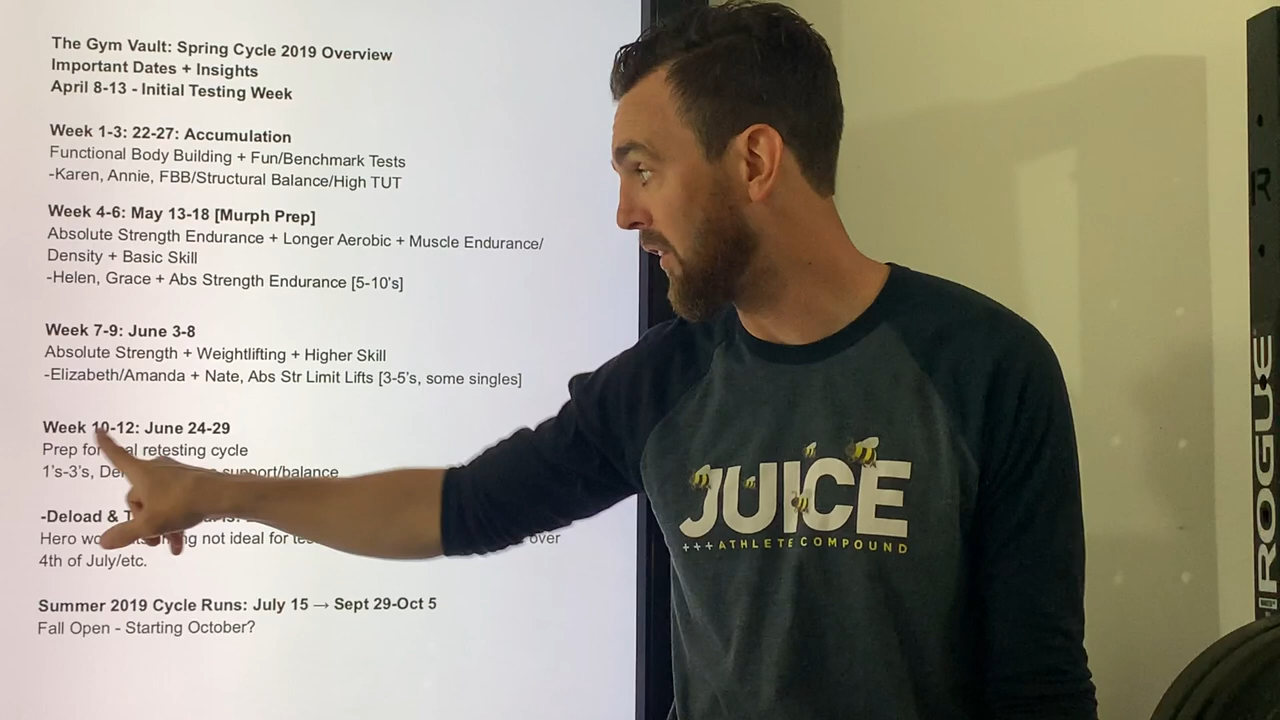 The Gym Vault: Spring Cycle 2019 Overview
Important Dates + Insights
April 8-13 - Initial Testing Week
Week 1-3: 22-27: Accumulation
Functional Body Building + Fun/Benchmark Tests
-Karen, Annie, FBB/Structural Balance/High TUT
Week 4-6: May 13-18 [Murph Prep]
Absolute Strength Endurance + Longer Aerobic + Muscle Endurance/
Density + Basic Skill
-Helen, Grace + Abs Strength Endurance [5-10's]
Week 7-9: June 3-8
Absolute Strength + Weightlifting + Higher Skill
-Elizabeth/Amanda + Nate, Abs Str Limit Lifts [3-5's, some singles]
Week 10-12: June 24-29
Prep for retesting cycle
1's-3's, support/balance
-Deload &
Hero not ideal for over
4th of July/etc.
Summer 2019 Cycle Runs: July 15 → Sept 29-Oct 5
Fall Open - Starting October?
JUICE
+++ATHLETE COMPOUND
R
ROGUE